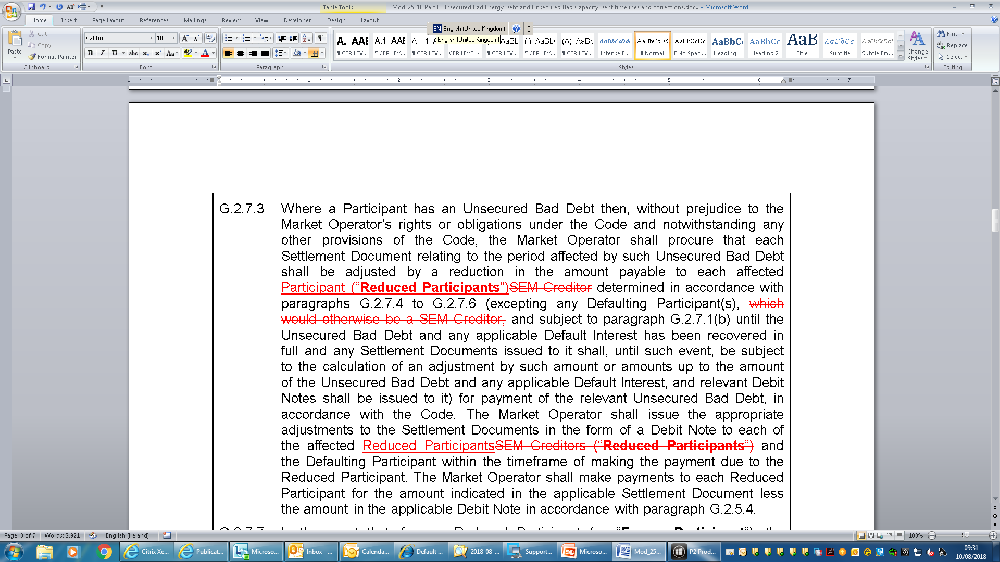 Table Tools
Mod_25_18 Part B Unsecured Bad Energy Debt and Unsecured Bad Capacity Debt timelines and corrections.docx - Microsoft Word
Home Insert Page Layout References Mailings Review View Developer Design Layout
EN English (United Kingdom)
English (United Kingdom)
Paste
Cut
Copy
Format Painter
Clipboard
Calibri 10
Font
Paragraph
¶ CER LEV... ¶ CER LEV... ¶ CER LEV... CER LEVEL 4 ¶ CER LEV... ¶ CER LEV... ¶ CER LEV... Intense E... ¶ Normal ¶ No Spaci... Heading 1 Heading 2 Title Subtitle Subtle Em...
Styles
Change Styles
Find
Replace
Select
Editing
1 1 2 3 4 5 6 7
G.2.7.3 Where a Participant has an Unsecured Bad Debt then, without prejudice to the
Market Operator’s rights or obligations under the Code and notwithstanding any
other provisions of the Code, the Market Operator shall procure that each
Settlement Document relating to the period affected by such Unsecured Bad Debt
shall be adjusted by a reduction in the amount payable to each affected
Participant (“Reduced Participants”)SEM Creditor determined in accordance with
paragraphs G.2.7.4 to G.2.7.6 (excepting any Defaulting Participant(s), which
would otherwise be a SEM Creditor, and subject to paragraph G.2.7.1(b) until the
Unsecured Bad Debt and any applicable Default Interest has been recovered in
full and any Settlement Documents issued to it shall, until such event, be subject
to the calculation of an adjustment by such amount or amounts up to the amount
of the Unsecured Bad Debt and any applicable Default Interest, and relevant Debit
Notes shall be issued to it) for payment of the relevant Unsecured Bad Debt, in
accordance with the Code. The Market Operator shall issue the appropriate
adjustments to the Settlement Documents in the form of a Debit Note to each of
the affected Reduced ParticipantsSEM Creditors (“Reduced Participants”) and
the Defaulting Participant within the timeframe of making the payment due to the
Reduced Participant. The Market Operator shall make payments to each Reduced
Participant for the amount indicated in the applicable Settlement Document less
the amount in the applicable Debit Note in accordance with paragraph G.2.5.4.
Page: 3 of 7 Words: 2,921 English (Ireland) 180%
Citrix Xe... Publicat... Microso... Inbox - ... Calenda... Default ... 2018-08-... Support... Microso... Mod_25... P2 Prod...
09:31
10/08/2018